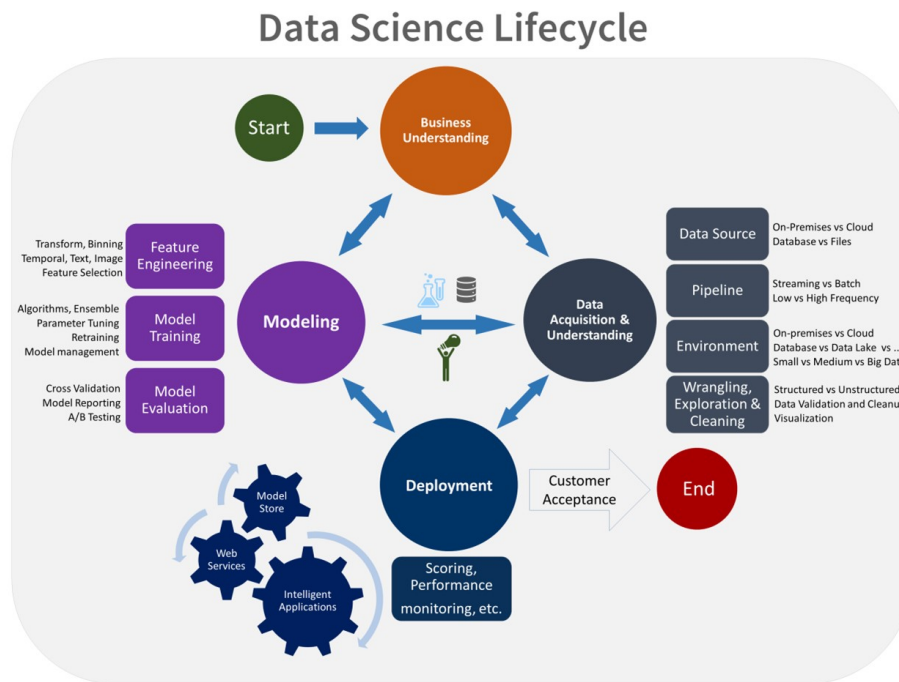 Data Science Lifecycle
Start
Business
Understanding
Transform, Binning
Temporal, Text, Image
Feature Selection
Feature
Engineering
Algorithms, Ensemble
Parameter Tuning
Retraining
Model management
Model
Training
Cross Validation
Model Reporting
A/B Testing
Model
Evaluation
Modeling
Data
Acquisition &
Understanding
Data Source
On-Premises vs Cloud
Database vs Files
Pipeline
Streaming vs Batch
Low vs High Frequency
Environment
On-premises vs Cloud
Database vs Data Lake vs ..
Small vs Medium vs Big Dat
Wrangling,
Exploration &
Cleaning
Structured vs Unstructured
Data Validation and Cleanu
Visualization
Deployment
Customer
Acceptance
End
Scoring,
Performance
monitoring, etc.
Model
Store
Web
Services
Intelligent
Applications